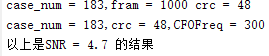 case_num = 183,fram = 1000 crc = 48
case_num = 183,crc = 48,CFOFreq = 300
以上是SNR = 4.7 的结果